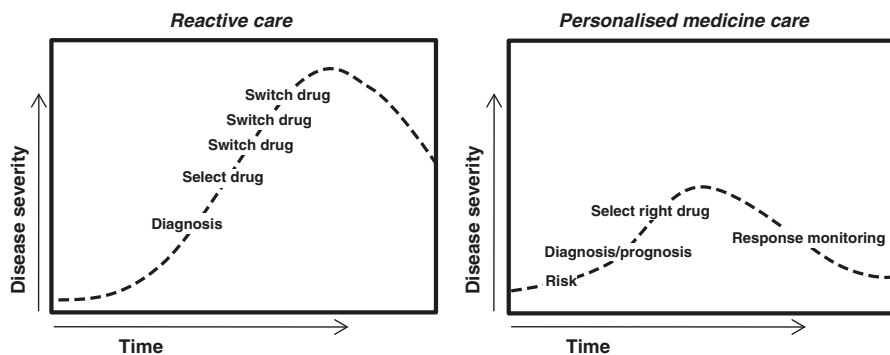 Reactive care
Disease severity
Switch drug
Switch drug
Switch drug
Select drug
Diagnosis
Time
Personalised medicine care
Disease severity
Select right drug
Response monitoring
Diagnosis/prognosis
Risk
Time